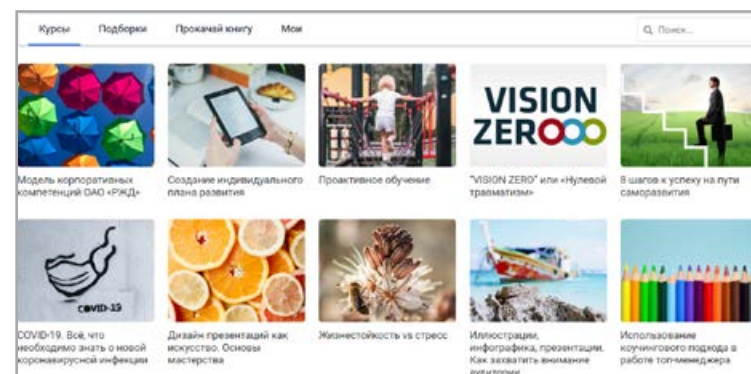 Курсы Подборки Прокачай книгу Мои Поиск...
VISION
ZERO
Модель корпоративных
компетенций ОАО «РЖД»
Создание индивидуального
плана развития
Проактивное обучение
"VISION ZERO" или «Нулевой
травматизм»
8 шагов к успеху на пути
саморазвития
COVID-19
COVID-19. Всё, что
необходимо знать о новой
коронавирусной инфекции
Дизайн презентаций как
искусство. Основы
мастерства
Жизнестойкость vs стресс
Иллюстрации,
инфографика, презентации.
Как захватить внимание
аудитории
Использование
коучингового подхода в
работе топ-менеджера